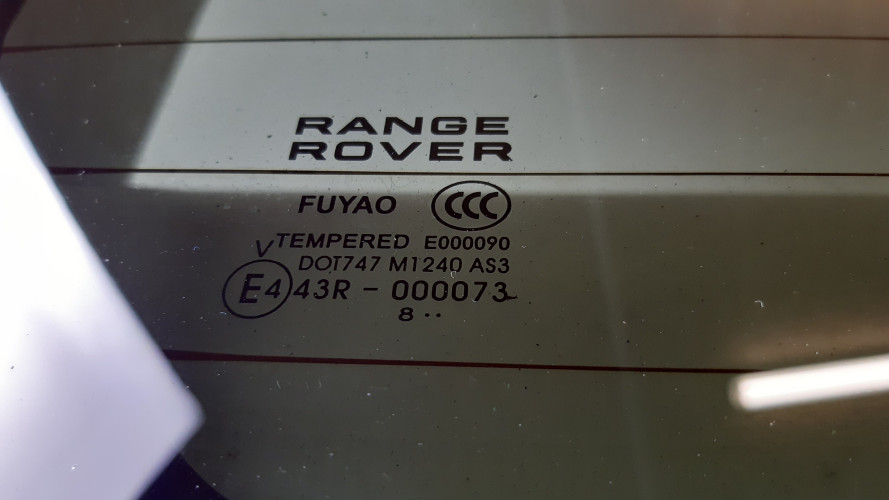 RANGE
ROVER
FUYAO CCC
V TEMPERED E000090
DOT747 M1240 AS3
E4 43R - 000073
8 ..